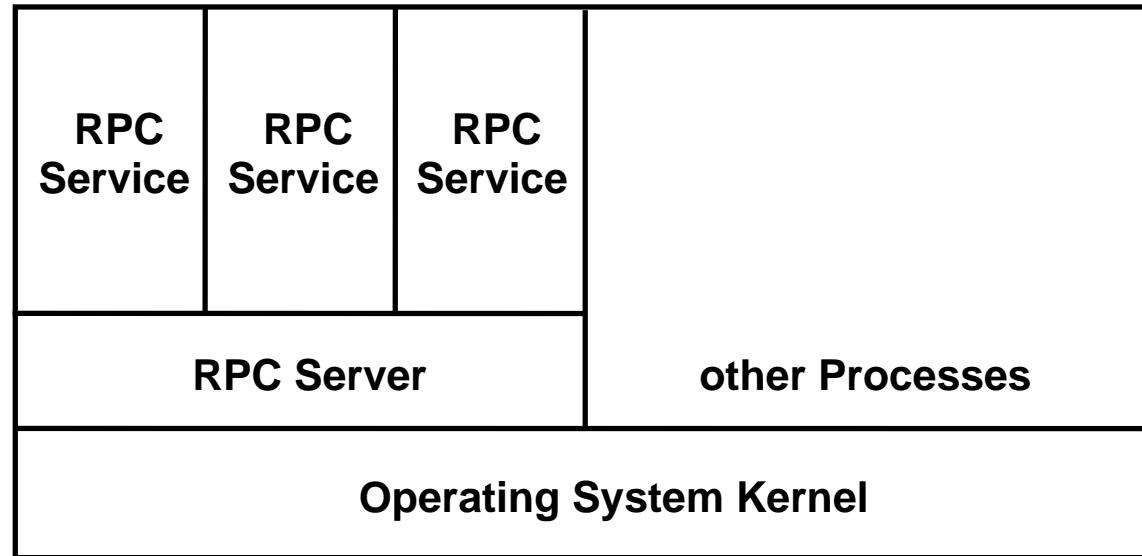 RPC
Service
RPC
Service
RPC
Service
RPC Server
other Processes
Operating System Kernel